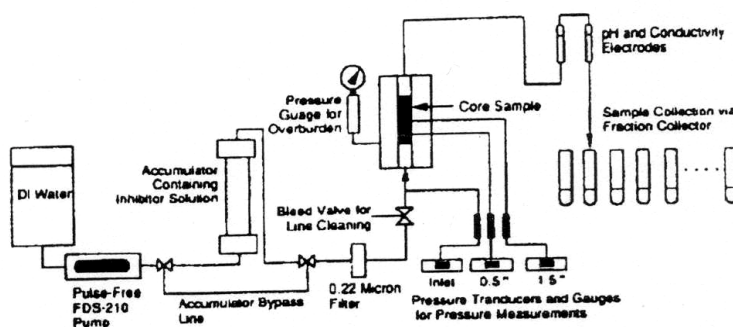 pH and Conductivity
Electrodes
Pressure
Guage for
Overburden
Core Sample
Sample Collection via
Fraction Collector
DI Water
Accumulator
Containing
Inhibitor Solution
Bleed Valve for
Line Cleaning
Pulse-Free
FDS-210
Pump
Accumulator Bypass
Line
0.22 Micron
Filter
Inlet
0.5"
1.5"
Pressure Tranducers and Gauges
for Pressure Measurements